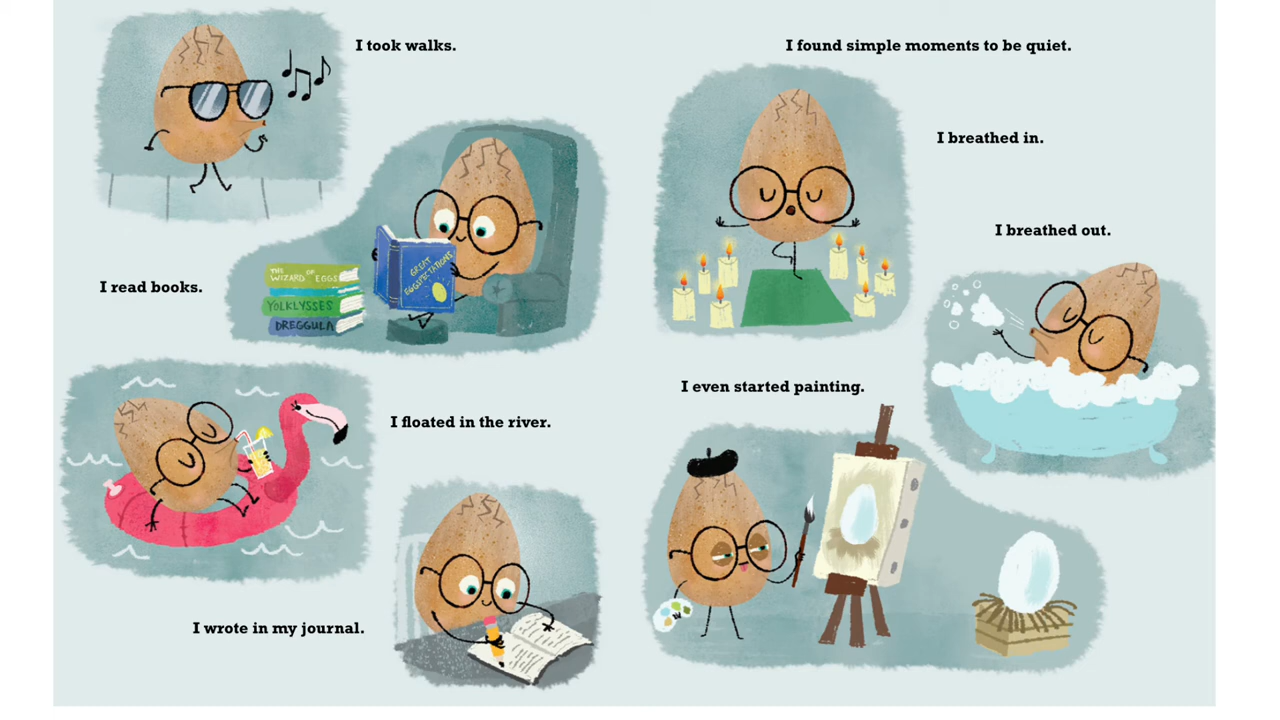 I took walks.
I read books.
THE
WIZARD OF EGGS
YOLKLYSSES
DREGGULA
GREAT
EGGSPECTATIONS
I floated in the river.
I wrote in my journal.
I found simple moments to be quiet.
I breathed in.
I breathed out.
I even started painting.